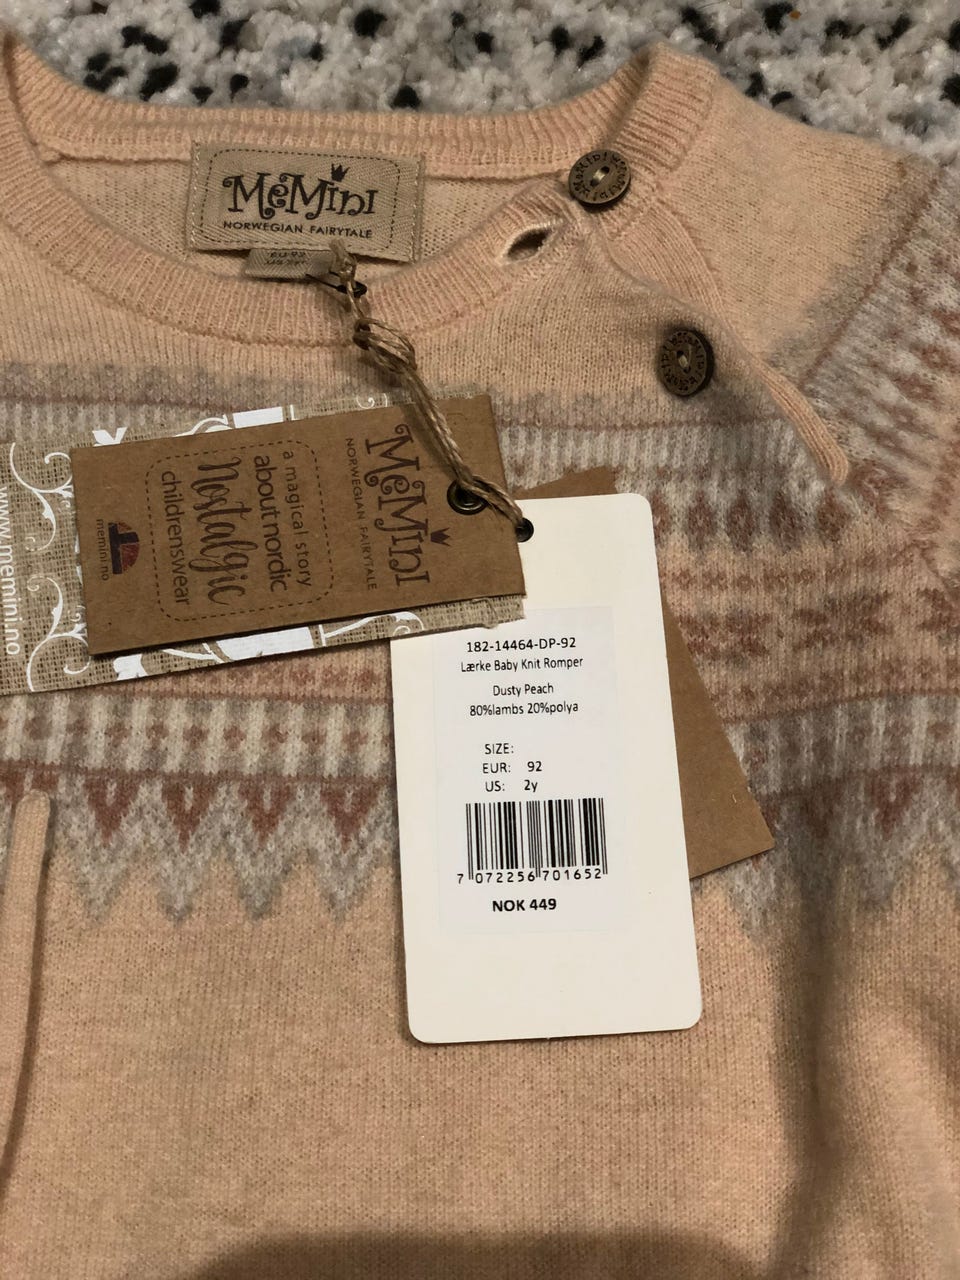 MeMini
NORWEGIAN FAIRYTALE
EU 92
MeMini
NORWEGIAN FAIRYTALE
a magical story
about nordic
Nostalgic
childrenswear
memini.no
www.memini.no
182-14464-DP-92
Lærke Baby Knit Romper
Dusty Peach
80%lambs 20%polya
SIZE:
EUR: 92
US: 2y
7 072256 701652
NOK 449